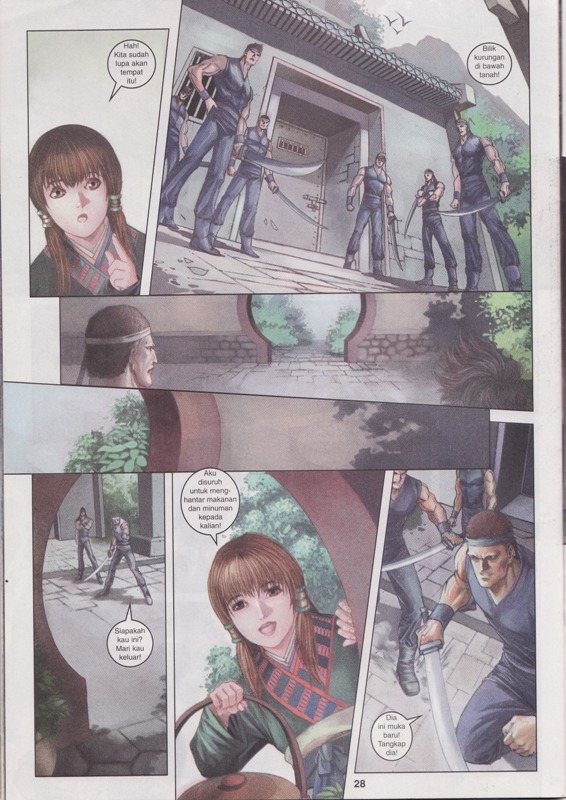 Hah!
Kita sudah
lupa akan
tempat
itu!
Bilik
kurungan
di bawah
tanah!
Siapakah
kau ini?
Mari kau
keluar!
Aku
disuruh
untuk meng-
hantar makanan
dan minuman
kepada
kalian!
Dia
ini muka
baru!
Tangkap
dia!
28